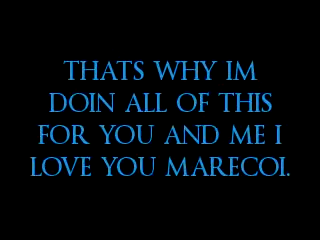 THATS WHY IM
DOIN ALL OF THIS
FOR YOU AND ME I
LOVE YOU MARECOI.